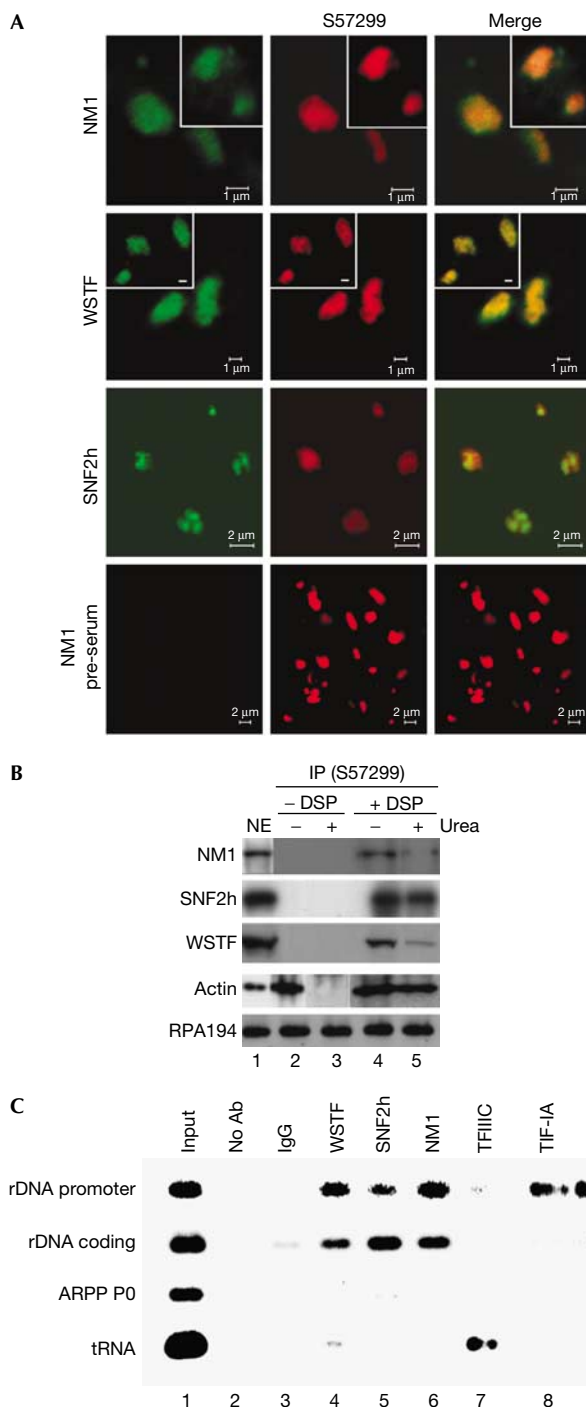 A
S57299 Merge
NM1
1 μm 1 μm 1 μm
WSTF
1 μm 1 μm 1 μm
SNF2h
2 μm 2 μm 2 μm
NM1
pre-serum
2 μm 2 μm 2 μm
B
IP (S57299)
– DSP + DSP
NE – + – + Urea
NM1
SNF2h
WSTF
Actin
RPA194
1 2 3 4 5
C
Input No Ab IgG WSTF SNF2h NM1 TFIIIC TIF-IA
rDNA promoter
rDNA coding
ARPP P0
tRNA
1 2 3 4 5 6 7 8